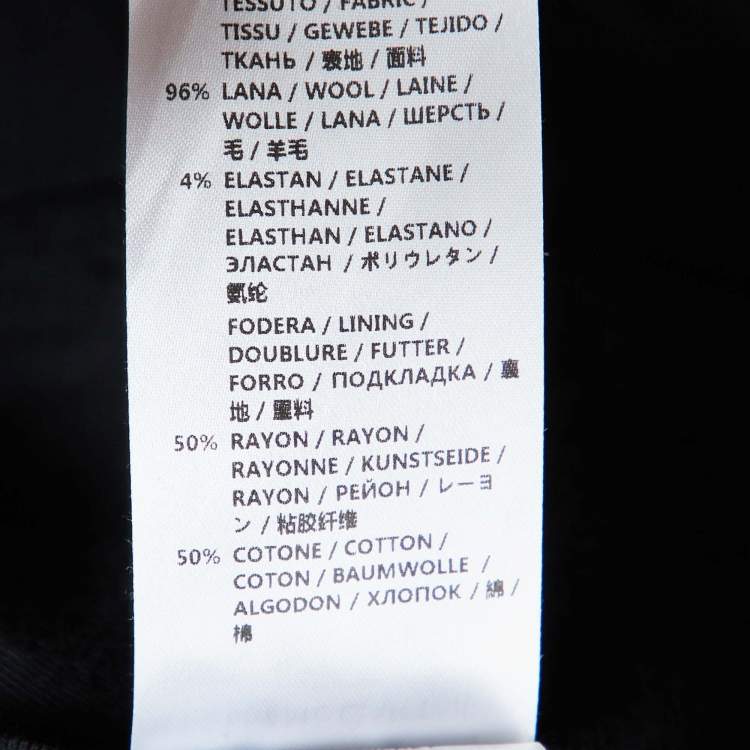 TESSUTO / FABRIC /
TISSU / GEWEBE / TEJIDO /
ТКАНЬ / 裏地 / 面料
96% LANA / WOOL / LAINE /
WOLLE / LANA / ШЕРСТЬ /
毛 / 羊毛
4% ELASTAN / ELASTANE /
ELASTHANNE /
ELASTHAN / ELASTANO /
ЭЛАСТАН / ポリウレタン /
氨纶
FODERA / LINING /
DOUBLURE / FUTTER /
FORRO / ПОДКЛАДКА / 裏
地 / 里料
50% RAYON / RAYON /
RAYONNE / KUNSTSEIDE /
RAYON / РЕЙОН / レーヨ
ン / 粘胶纤维
50% COTONE / COTTON /
COTON / BAUMWOLLE /
ALGODON / ХЛОПОК / 綿 /
棉